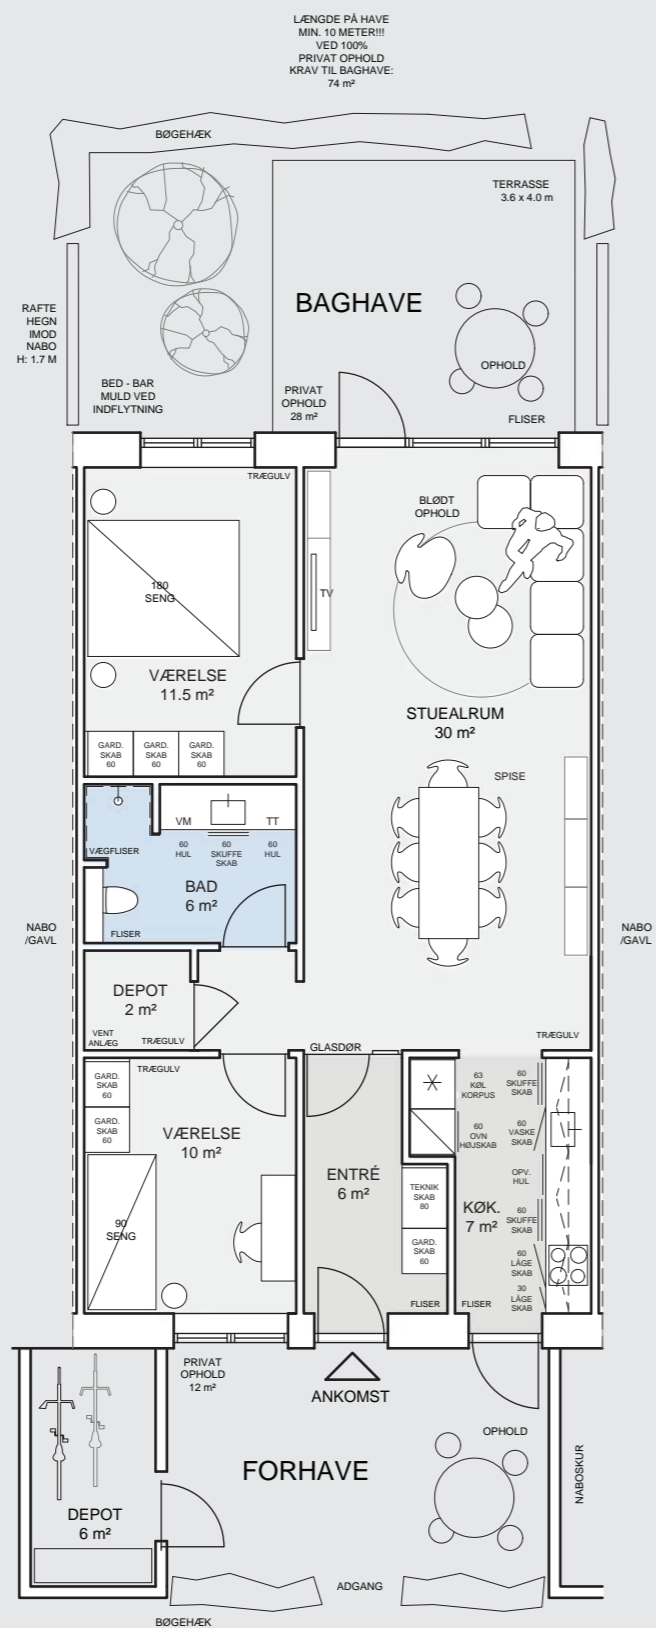 LÆNGDE PÅ HAVE
MIN. 10 METER!!!
VED 100%
PRIVAT OPHOLD
KRAV TIL BAGHAVE:
74 m²
BØGEHÆK
TERRASSE
3.6 x 4.0 m
RAFTE
HEGN
IMOD
NABO
H: 1.7 M
BAGHAVE
OPHOLD
BED - BAR
MULD VED
INDFLYTNING
PRIVAT
OPHOLD
28 m²
FLISER
TRÆGULV
BLØDT
OPHOLD
180
SENG
TV
VÆRELSE
11.5 m²
STUEALRUM
30 m²
GARD.
SKAB
60
GARD.
SKAB
60
GARD.
SKAB
60
SPISE
VM
TT
VÆGFLISER
60
HUL
60
SKUFFE
SKAB
60
HUL
BAD
6 m²
FLISER
NABO
/GAVL
NABO
/GAVL
DEPOT
2 m²
VENT
ANLÆG
TRÆGULV
GLASDØR
TRÆGULV
GARD.
SKAB
60
TRÆGULV
GARD.
SKAB
60
VÆRELSE
10 m²
90
SENG
ENTRÉ
6 m²
TEKNIK
SKAB
80
GARD.
SKAB
60
FLISER
63
KØL
KORPUS
60
OVN
HØJSKAB
60
SKUFFE
SKAB
60
VASKE
SKAB
OPV.
HUL
KØK.
7 m²
60
SKUFFE
SKAB
60
LÅGE
SKAB
30
LÅGE
SKAB
FLISER
PRIVAT
OPHOLD
12 m²
ANKOMST
OPHOLD
FORHAVE
NABOSKUR
DEPOT
6 m²
ADGANG
BØGEHÆK